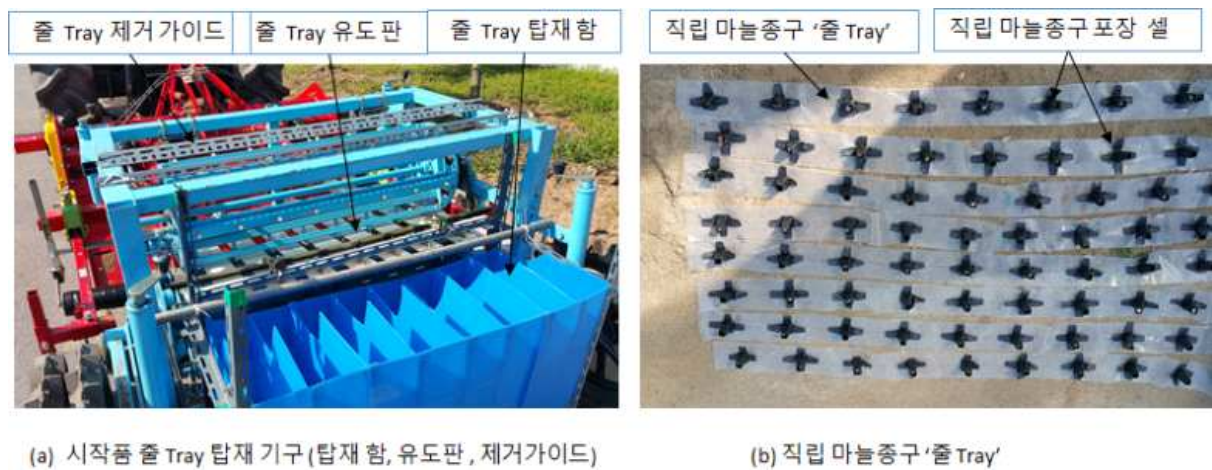 줄 Tray 제거 가이드 줄 Tray 유도 판 줄 Tray 탑재 함 직립 마늘종구 '줄 Tray' 직립 마늘종구 포장 셀
(a) 시작품 줄 Tray 탑재 기구 (탑재 함, 유도판 , 제거가이드) (b) 직립 마늘종구 '줄 Tray'